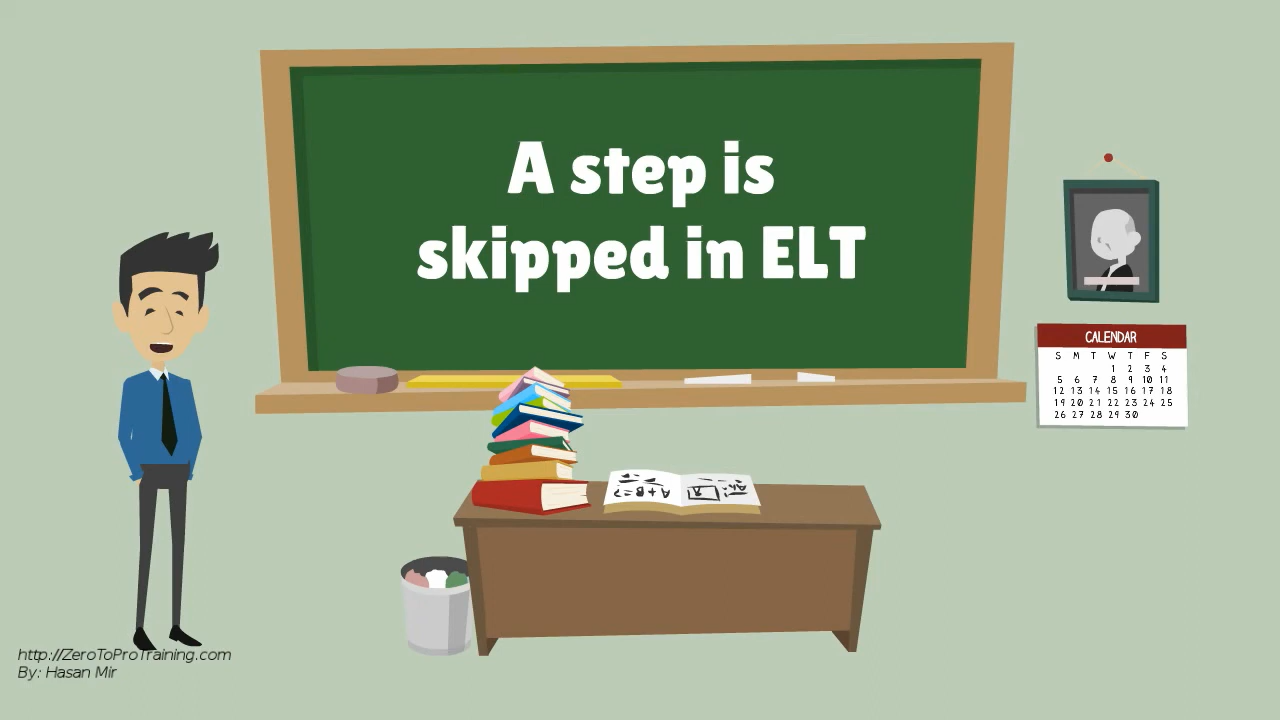 A step is
skipped in ELT
CALENDAR
S M T W T F S
1 2 3 4
5 6 7 8 9 10 11
12 13 14 15 16 17 18
19 20 21 22 23 24 25
26 27 28 29 30
A+B=?
http://ZeroToProTraining.com
By: Hasan Mir